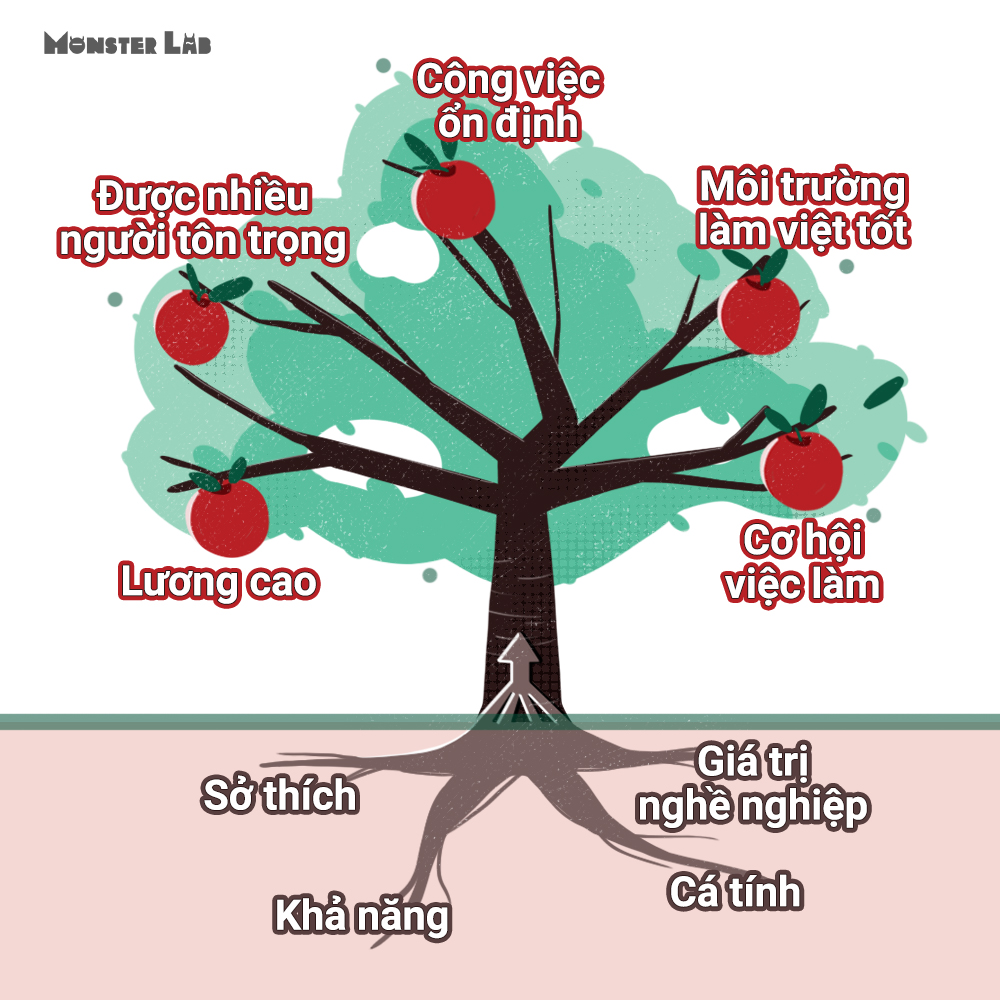 MONSTER LAB
Công việc
ổn định
Được nhiều
người tôn trọng
Môi trường
làm việt tốt
Lương cao
Cơ hội
việc làm
Sở thích
Giá trị
nghề nghiệp
Khả năng
Cá tính